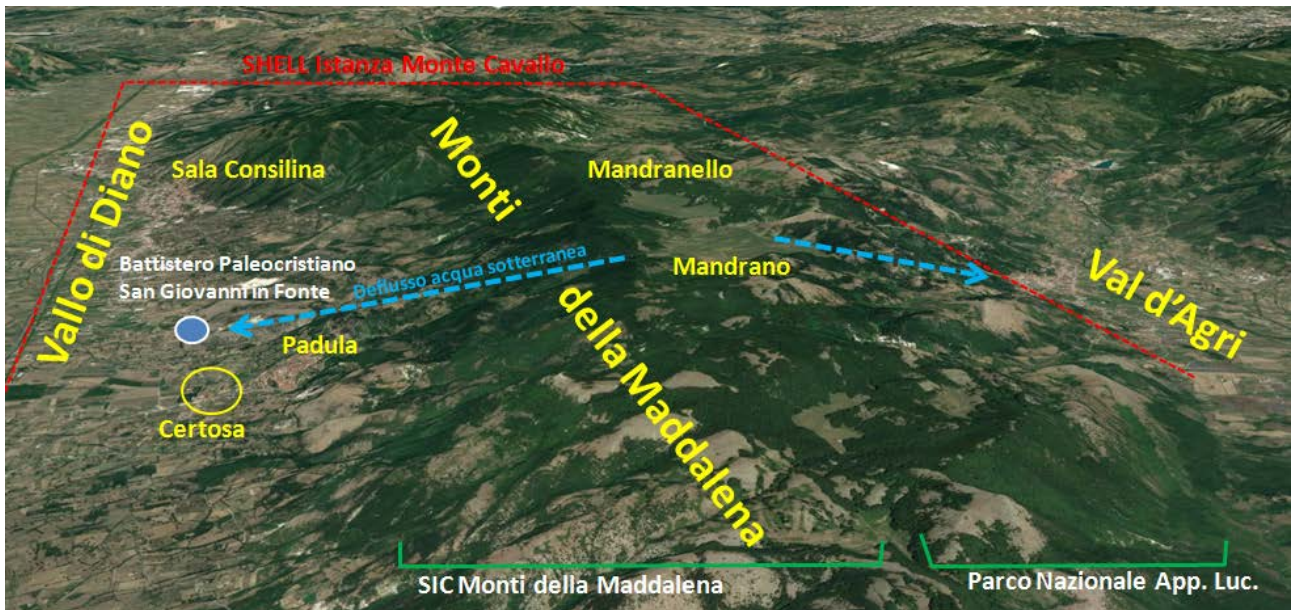 SHELL Istanza Monte Cavallo
Vallo di Diano
Sala Consilina
Monti
della Maddalena
Mandranello
Battistero Paleocristiano
San Giovanni in Fonte
Deflusso acqua sotterranea
Mandrano
Val d'Agri
Padula
Certosa
SIC Monti della Maddalena
Parco Nazionale App. Luc.